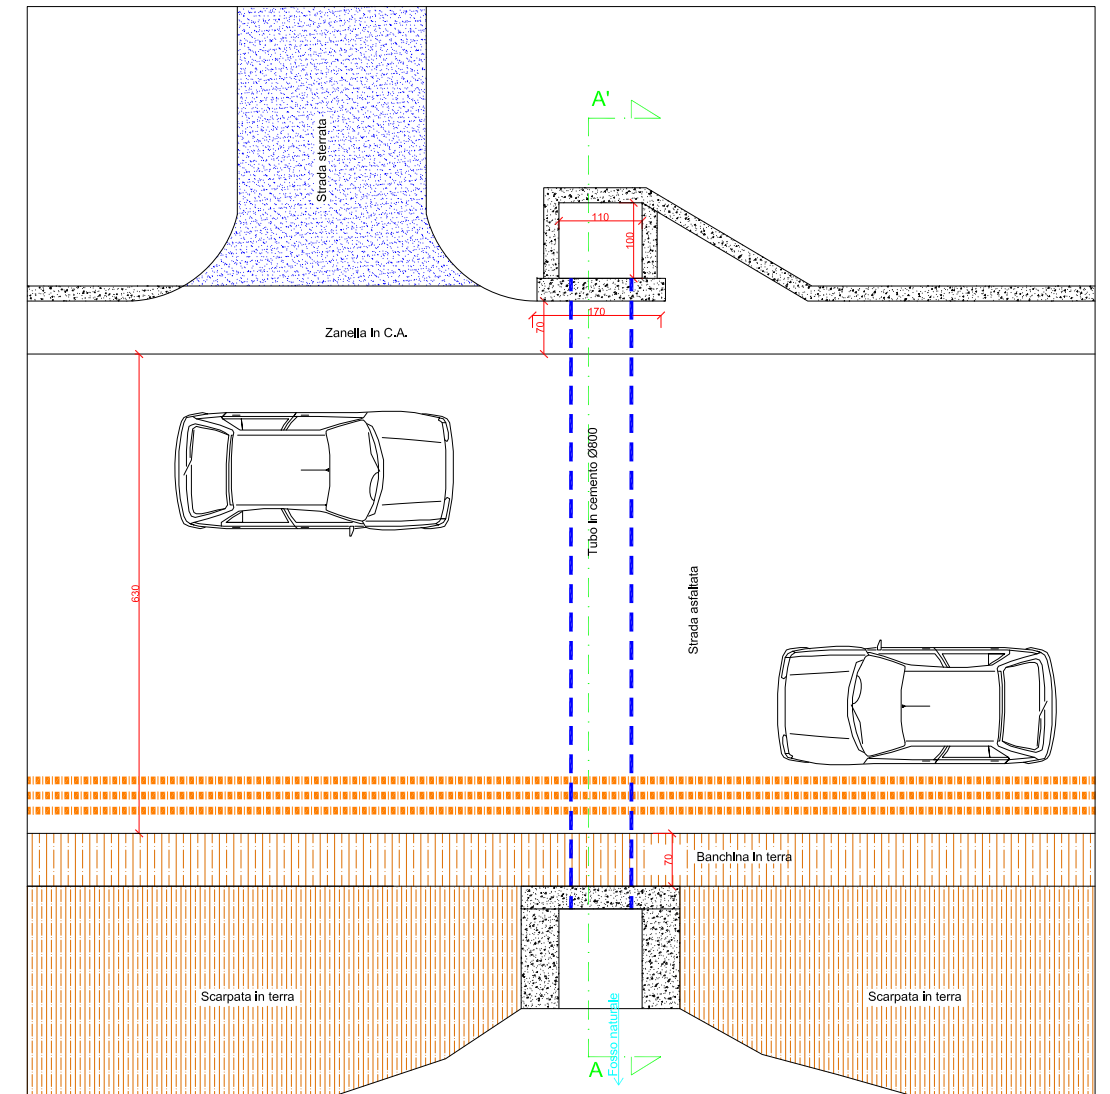 A'
Strada sterrata
110
100
170
70
Zanella in C.A.
Tubo in cemento Ø800
630
Strada asfaltata
70
Banchina in terra
Scarpata in terra
Scarpata in terra
Fosso naturale
A